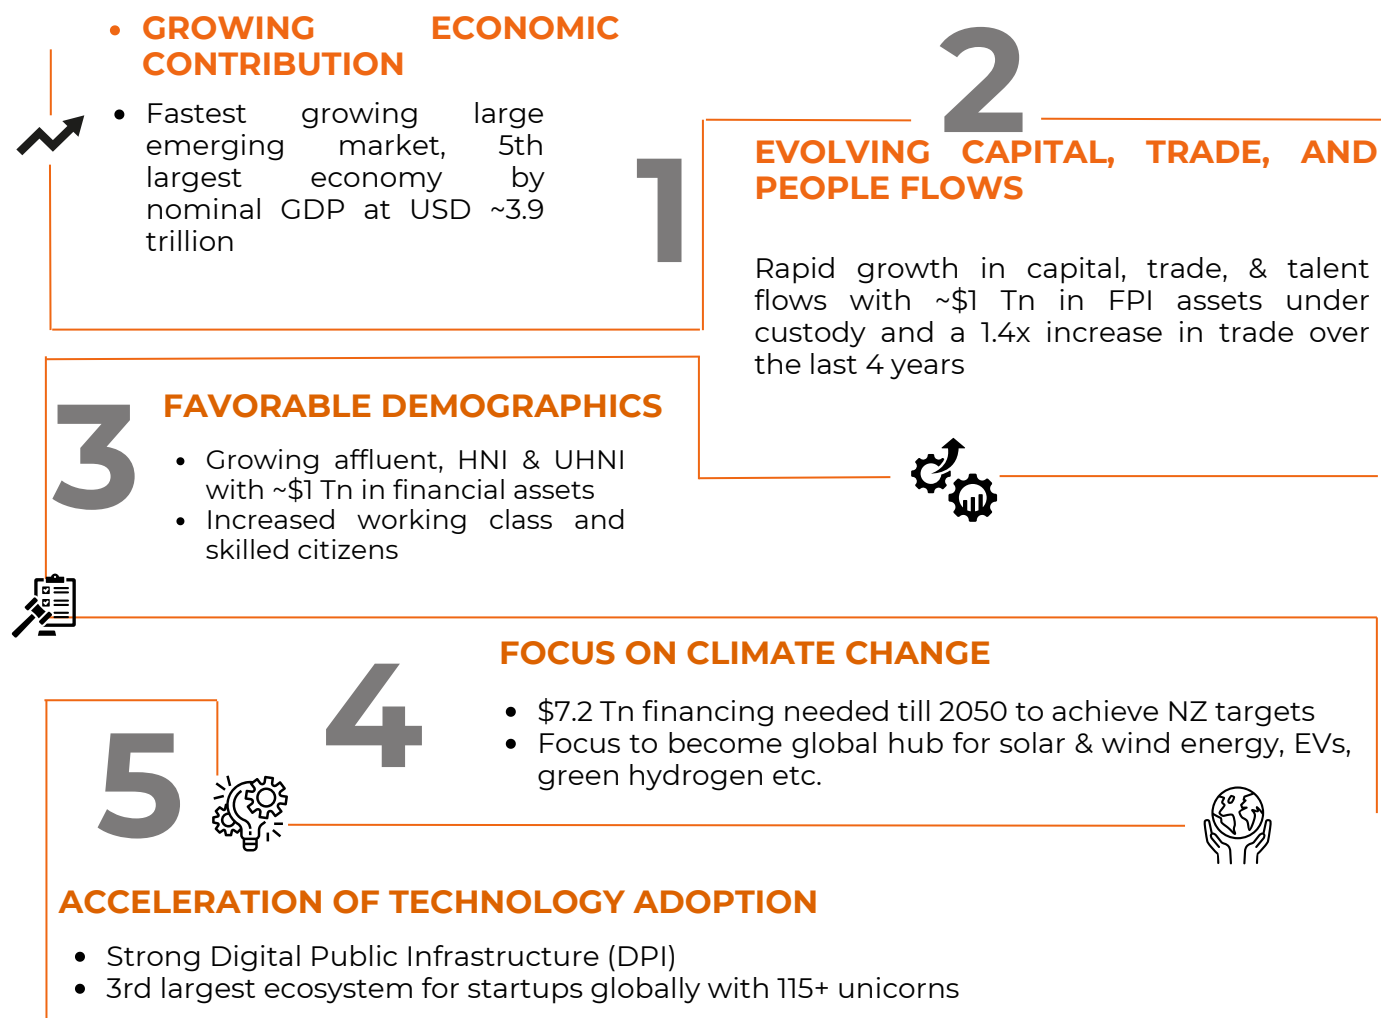 • GROWING ECONOMIC
CONTRIBUTION
• Fastest growing large
emerging market, 5th
largest economy by
nominal GDP at USD ~3.9
trillion
1
2
EVOLVING CAPITAL, TRADE, AND
PEOPLE FLOWS
Rapid growth in capital, trade, & talent
flows with ~$1 Tn in FPI assets under
custody and a 1.4x increase in trade over
the last 4 years
3
FAVORABLE DEMOGRAPHICS
• Growing affluent, HNI & UHNI
with ~$1 Tn in financial assets
• Increased working class and
skilled citizens
4
FOCUS ON CLIMATE CHANGE
• $7.2 Tn financing needed till 2050 to achieve NZ targets
• Focus to become global hub for solar & wind energy, EVs,
green hydrogen etc.
5
ACCELERATION OF TECHNOLOGY ADOPTION
• Strong Digital Public Infrastructure (DPI)
• 3rd largest ecosystem for startups globally with 115+ unicorns